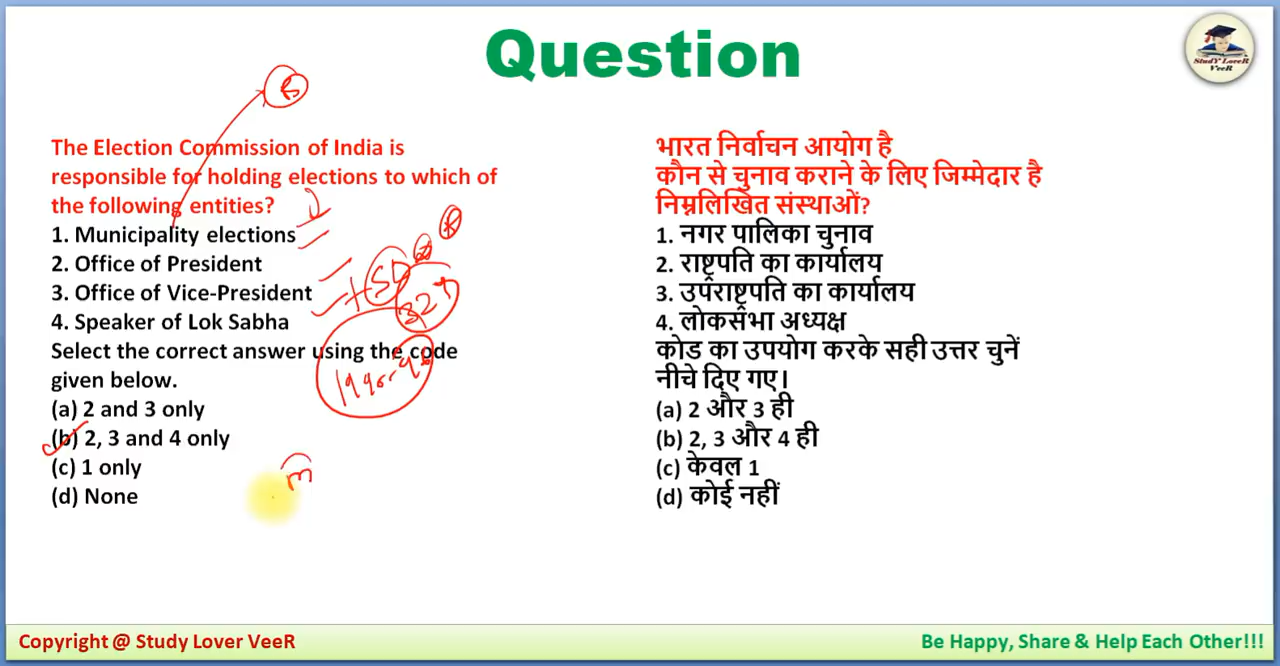 Question
StudY LoveR
VeeR
The Election Commission of India is
responsible for holding elections to which of
the following entities?
1. Municipality elections
2. Office of President
3. Office of Vice-President
4. Speaker of Lok Sabha
Select the correct answer using the code
given below.
(a) 2 and 3 only
(b) 2, 3 and 4 only
(c) 1 only
(d) None
भारत निर्वाचन आयोग है
कौन से चुनाव कराने के लिए जिम्मेदार है
निम्नलिखित संस्थाओं?
1. नगर पालिका चुनाव
2. राष्ट्रपति का कार्यालय
3. उपराष्ट्रपति का कार्यालय
4. लोकसभा अध्यक्ष
कोड का उपयोग करके सही उत्तर चुनें
नीचे दिए गए।
(a) 2 और 3 ही
(b) 2, 3 और 4 ही
(c) केवल 1
(d) कोई नहीं
Copyright @ Study Lover VeeR
Be Happy, Share & Help Each Other!!!